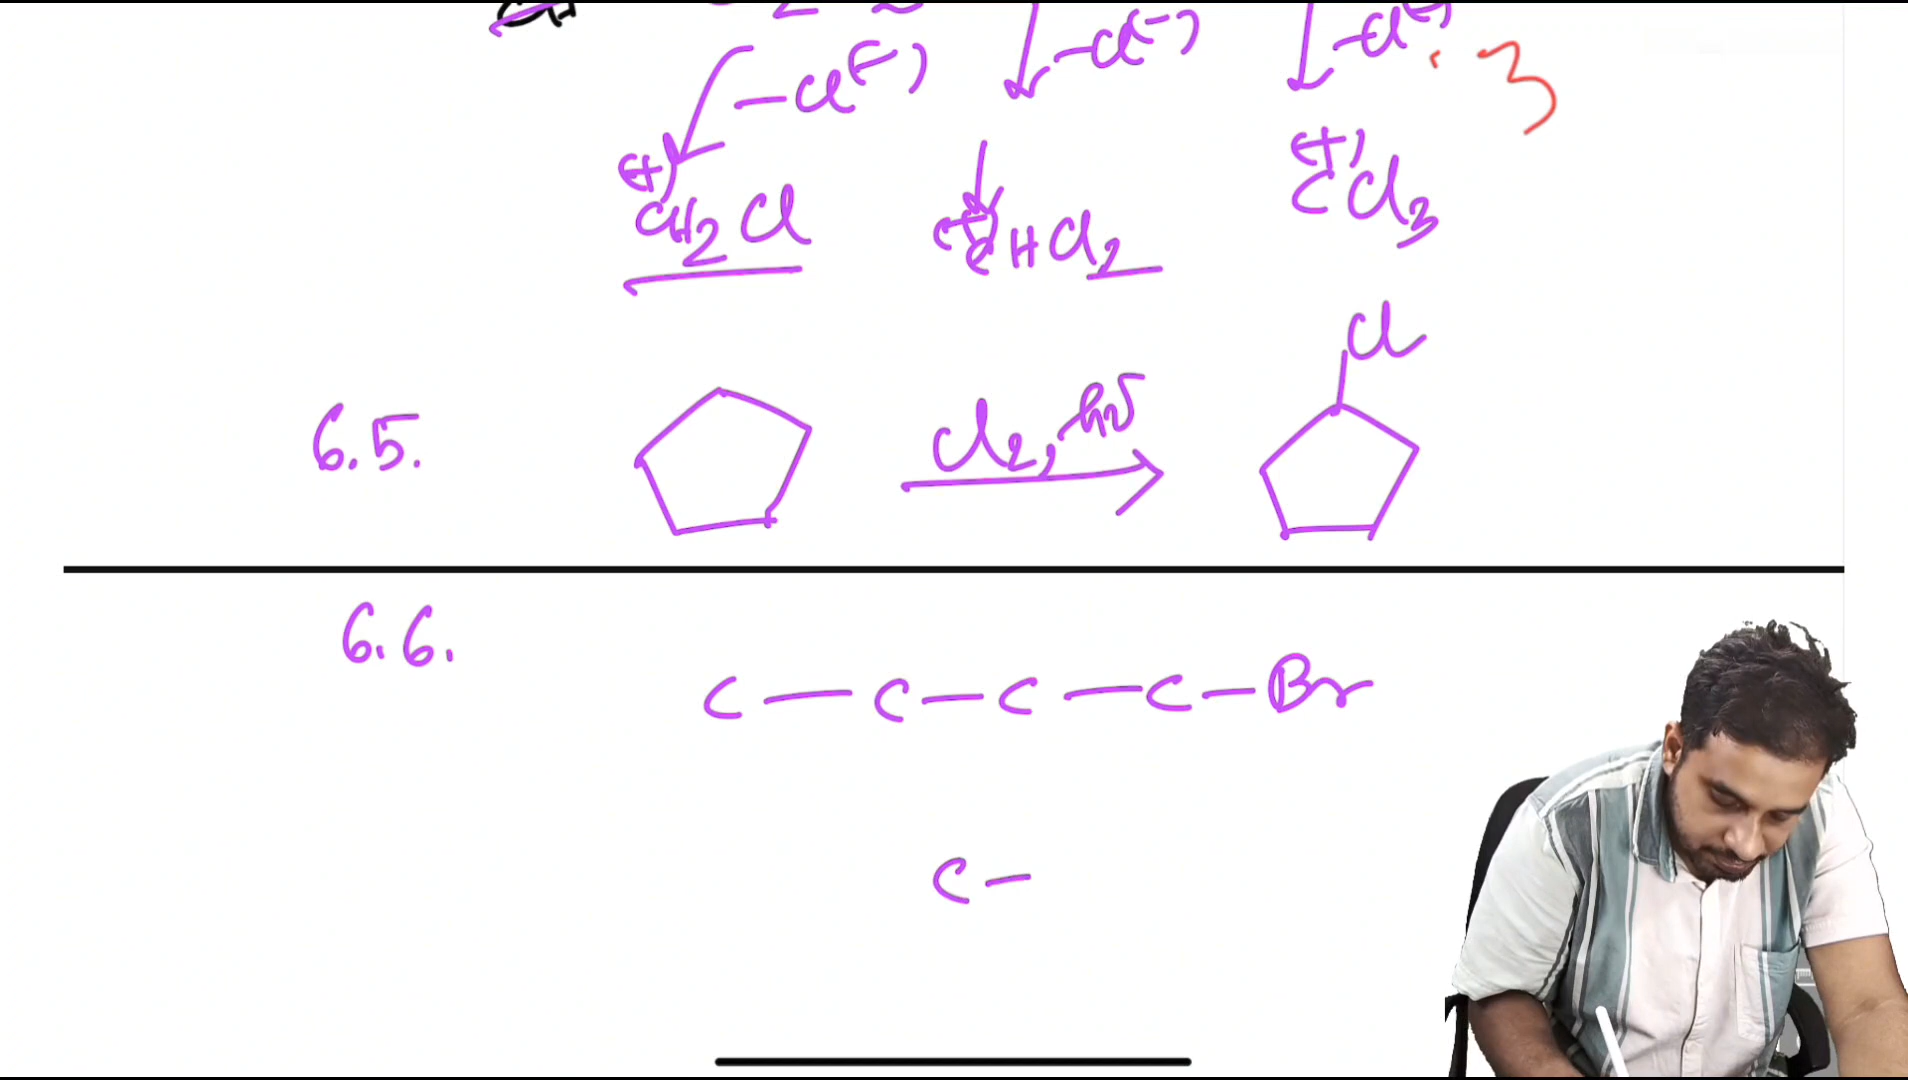 –Cl(–) –Cl(–) –Cl(–) 3
(+)CH2Cl (+)CHCl2 (+)CCl3
Cl
6.5. Cl2, hν
6.6.
C – C – C – C – Br
C –